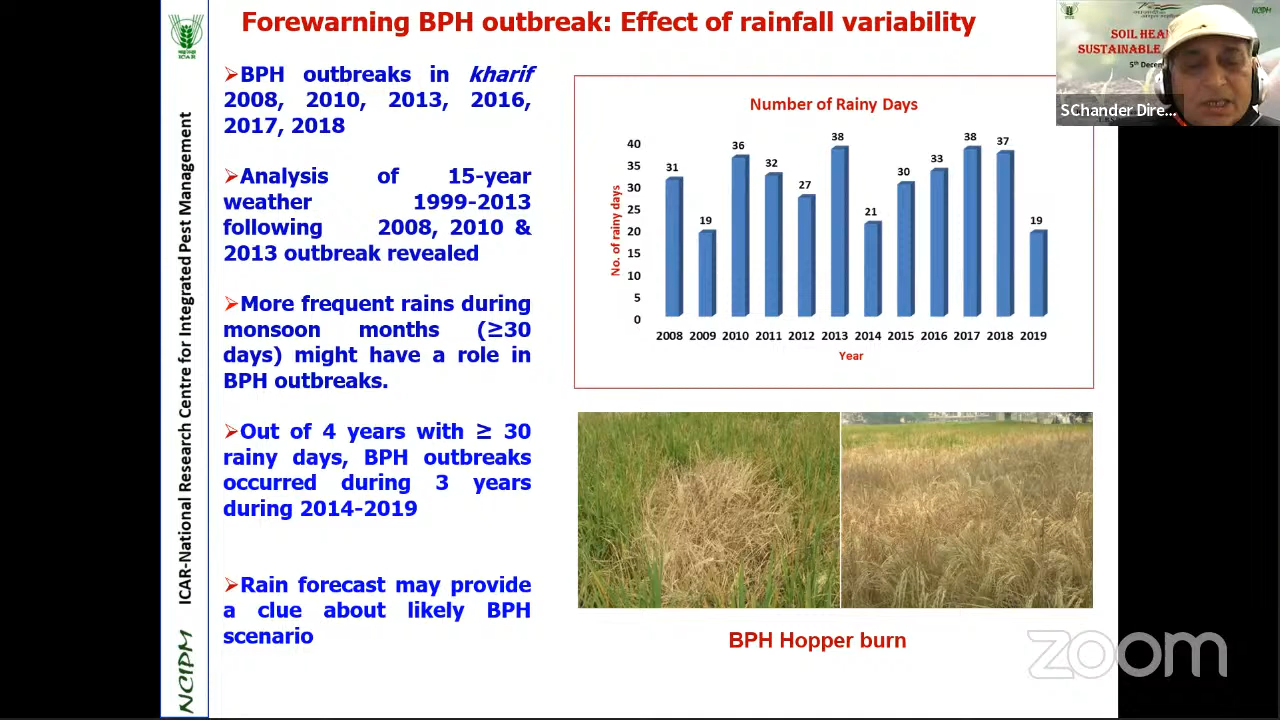 Forewarning BPH outbreak: Effect of rainfall variability
ICAR
ICAR-National Research Centre for Integrated Pest Management
NCIPM
➢BPH outbreaks in kharif
2008, 2010, 2013, 2016,
2017, 2018
➢Analysis of 15-year
weather 1999-2013
following 2008, 2010 &
2013 outbreak revealed
➢More frequent rains during
monsoon months (≥30
days) might have a role in
BPH outbreaks.
➢Out of 4 years with ≥ 30
rainy days, BPH outbreaks
occurred during 3 years
during 2014-2019
➢Rain forecast may provide
a clue about likely BPH
scenario
Number of Rainy Days
No. of rainy days
40
35
30
25
20
15
10
5
0
31 19 36 32 27 38 21 30 33 38 37 19
2008 2009 2010 2011 2012 2013 2014 2015 2016 2017 2018 2019
Year
BPH Hopper burn
NCIPM
SOIL HEA
SUSTAINABLE
5th Decem
SChander Dire...
zoom